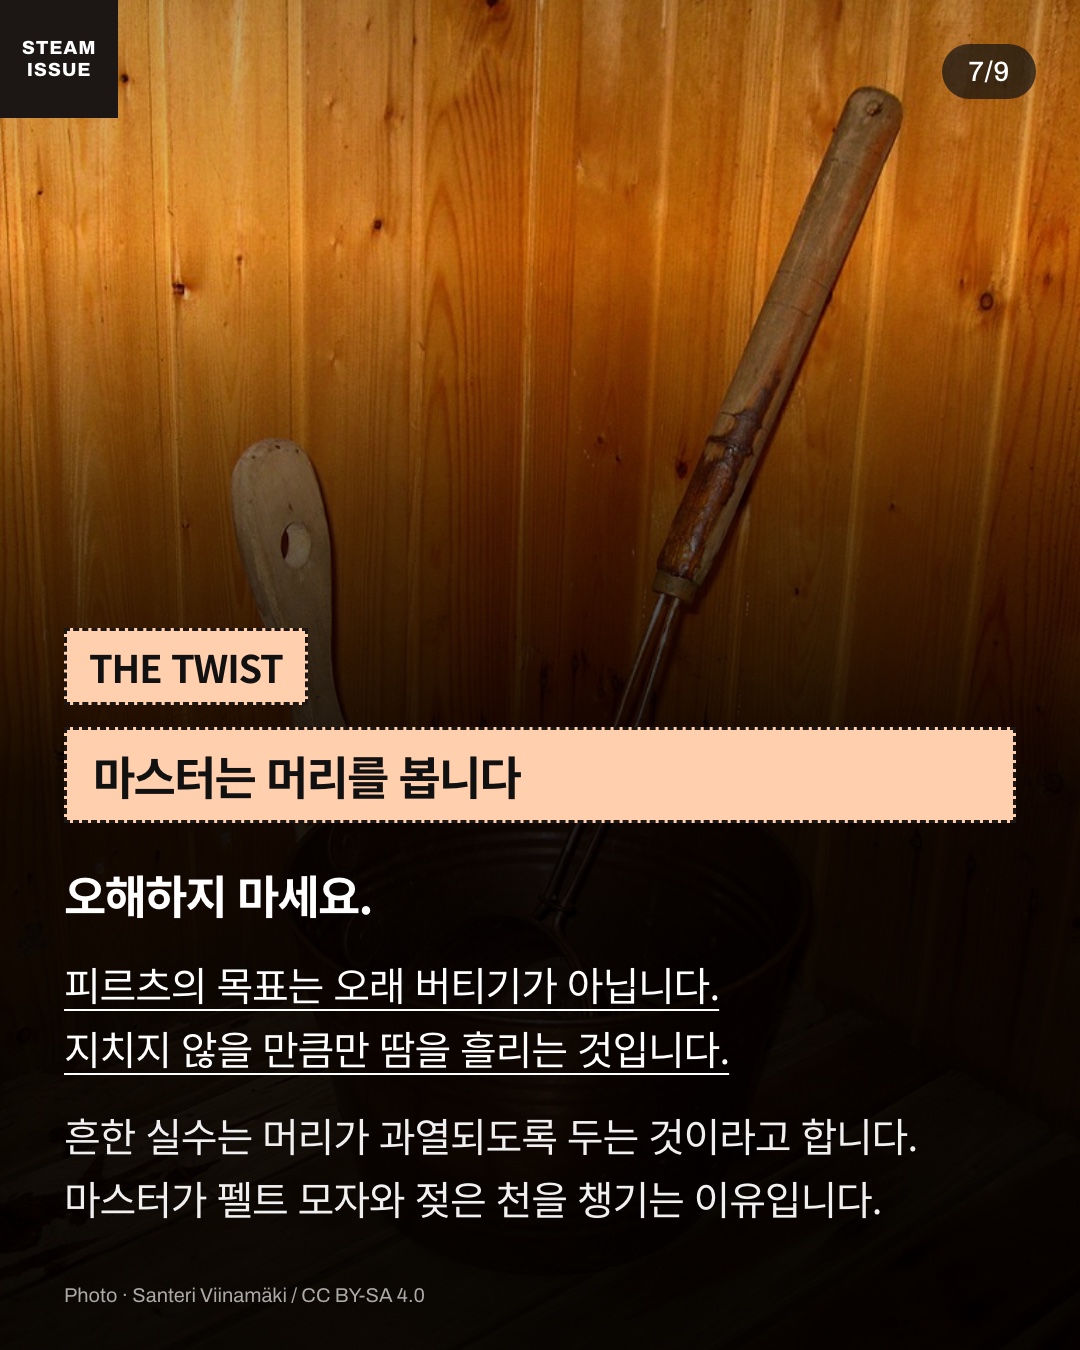 STEAM
ISSUE
7/9
THE TWIST
마스터는 머리를 봅니다
오해하지 마세요.
피르츠의 목표는 오래 버티기가 아닙니다.
지치지 않을 만큼만 땀을 흘리는 것입니다.
흔한 실수는 머리가 과열되도록 두는 것이라고 합니다.
마스터가 펠트 모자와 젖은 천을 챙기는 이유입니다.
Photo · Santeri Viinamäki / CC BY-SA 4.0